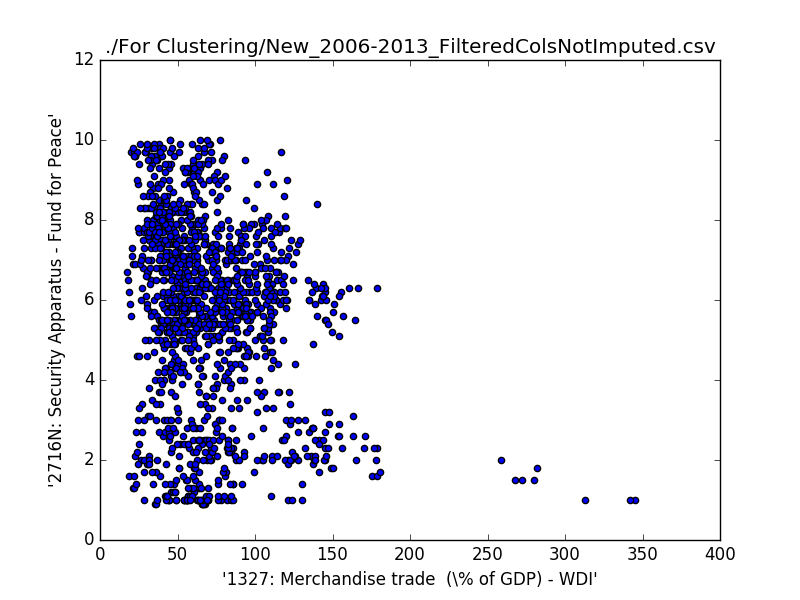 ./For Clustering/New_2006-2013_FilteredColsNotImputed.csv
'2716N: Security Apparatus - Fund for Peace'
12
10
8
6
4
2
0
0 50 100 150 200 250 300 350 400
'1327: Merchandise trade  (\% of GDP) - WDI'